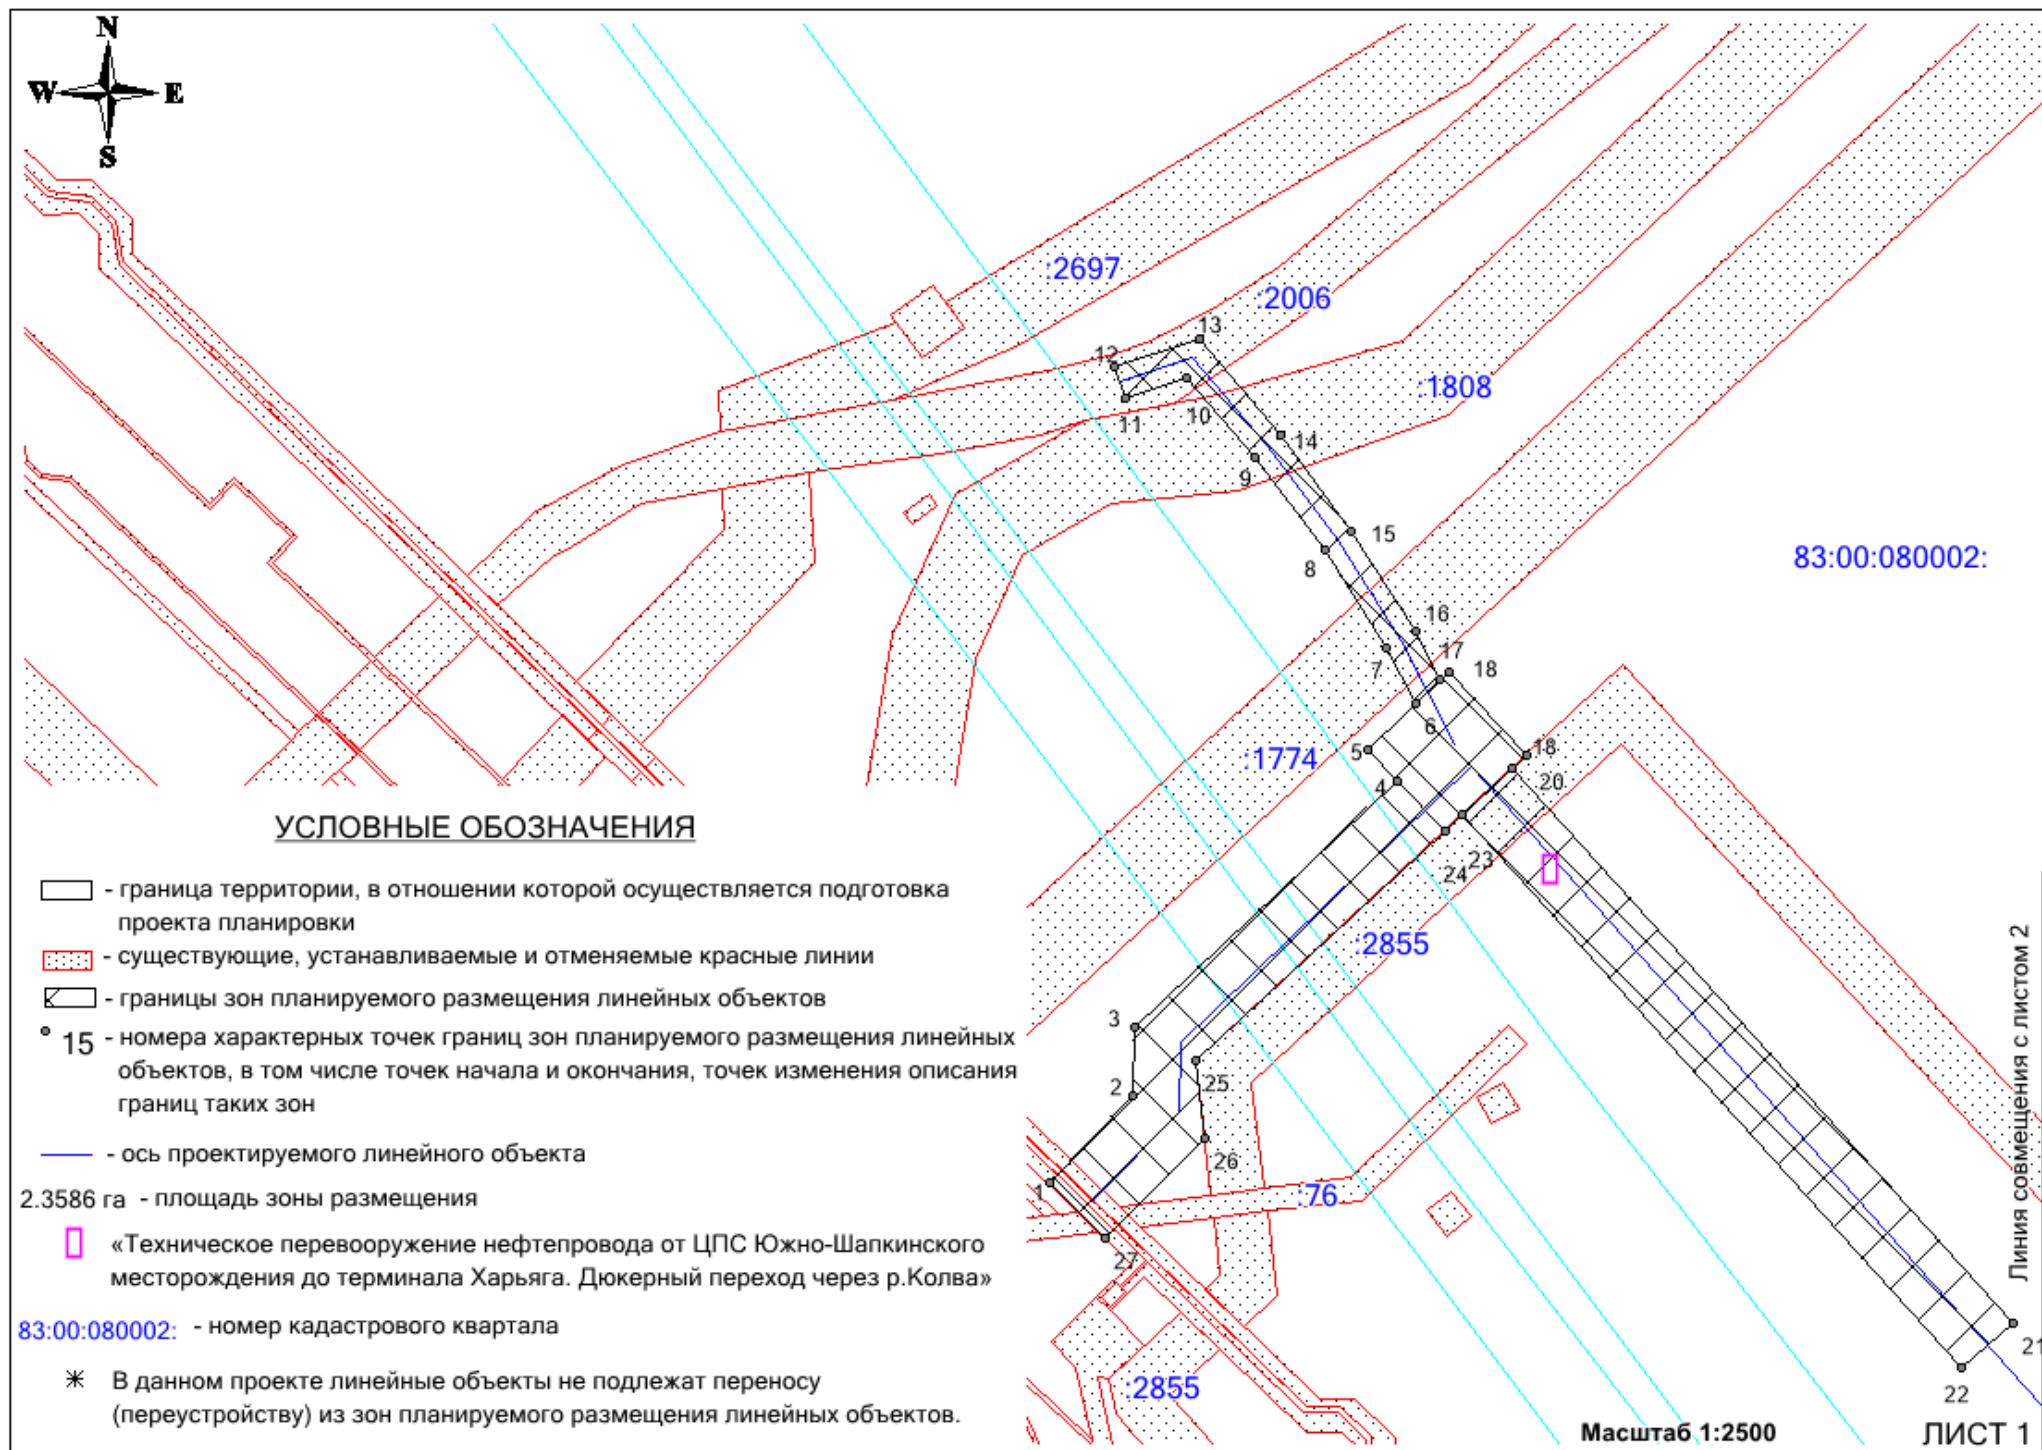 N
W E
S
:2697
:2006
13
12
:1808
10
11
14
9
15
83:00:080002:
8
16
17
7
18
6
5
18
:1774
4
20
УСЛОВНЫЕ ОБОЗНАЧЕНИЯ
23
24
- граница территории, в отношении которой осуществляется подготовка
проекта планировки
:2855
- существующие, устанавливаемые и отменяемые красные линии
- границы зон планируемого размещения линейных объектов
3
15 - номера характерных точек границ зон планируемого размещения линейных
объектов, в том числе точек начала и окончания, точек изменения описания
границ таких зон
2
25
Линия совмещения с листом 2
- ось проектируемого линейного объекта
26
1
:76
2.3586 га - площадь зоны размещения
27
«Техническое перевооружение нефтепровода от ЦПС Южно-Шапкинского
месторождения до терминала Харьяга. Дюкерный переход через р.Колва»
83:00:080002: - номер кадастрового квартала
21
22
В данном проекте линейные объекты не подлежат переносу
(переустройству) из зон планируемого размещения линейных объектов.
:2855
Масштаб 1:2500
ЛИСТ 1